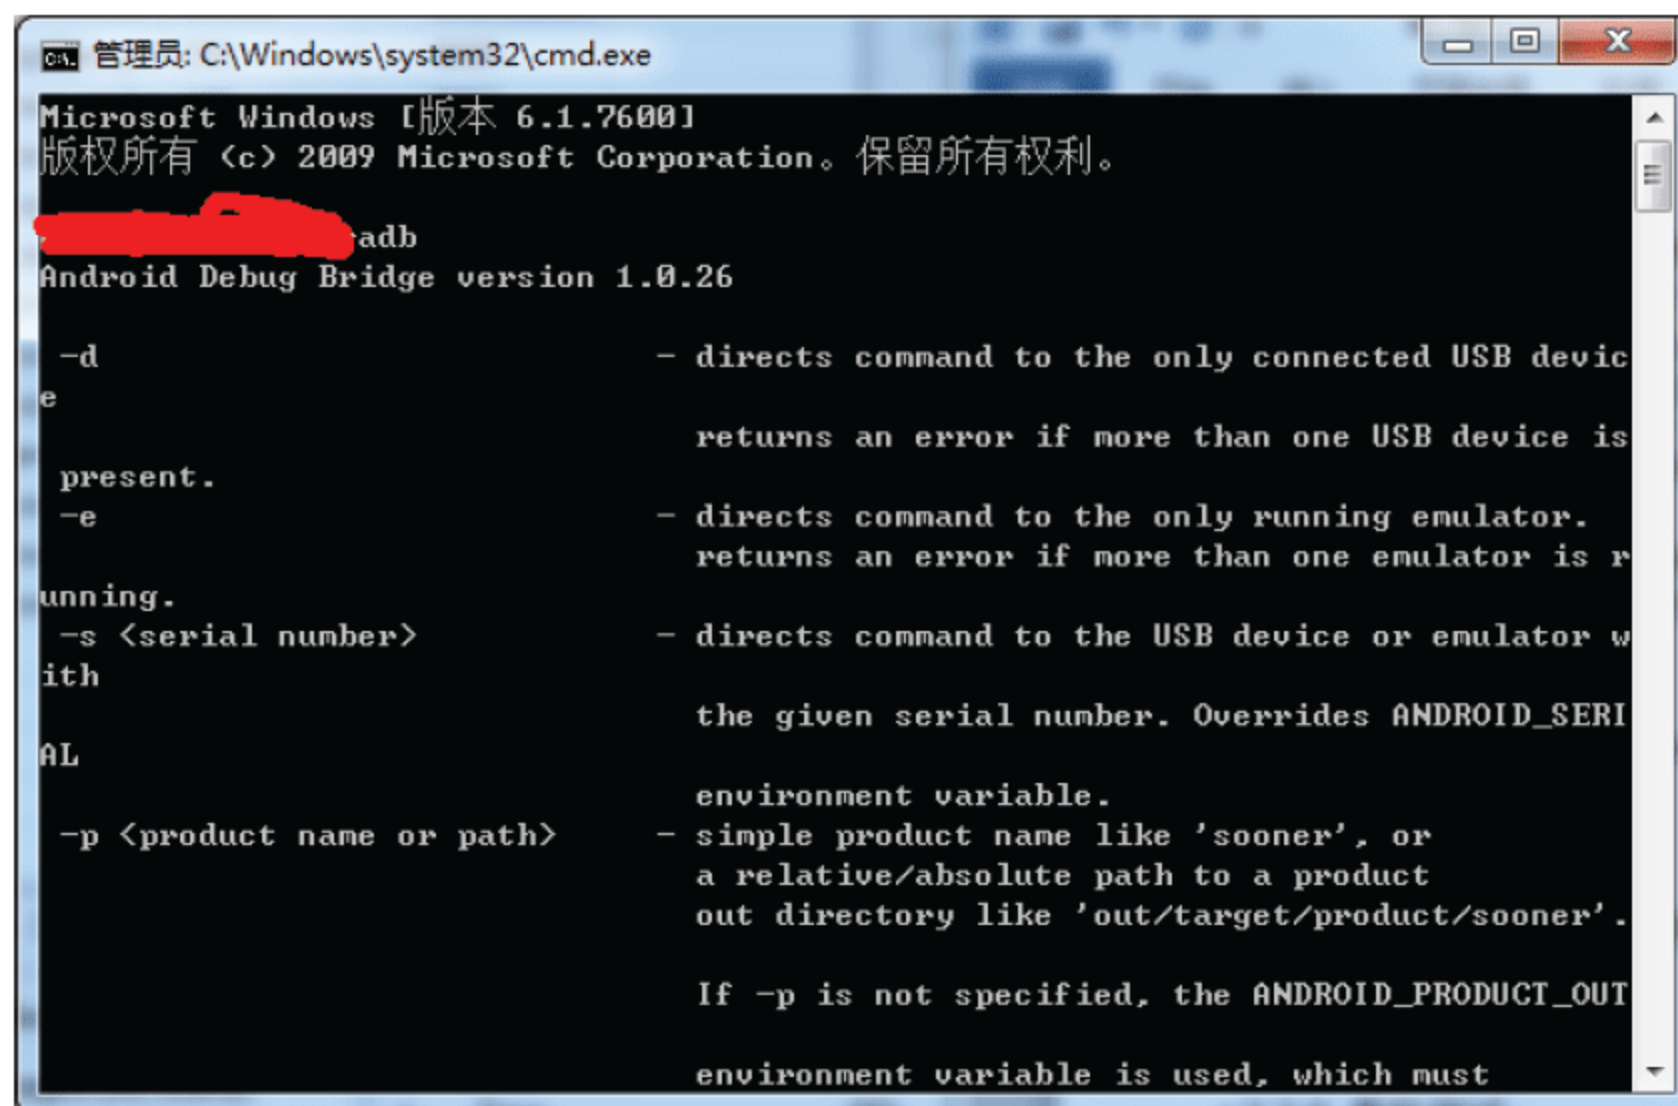 管理员: C:\Windows\system32\cmd.exe
Microsoft Windows [版本 6.1.7600]
版权所有 (c) 2009 Microsoft Corporation。保留所有权利。
adb
Android Debug Bridge version 1.0.26
-d - directs command to the only connected USB devic
e
returns an error if more than one USB device is
present.
-e - directs command to the only running emulator.
returns an error if more than one emulator is r
unning.
-s <serial number> - directs command to the USB device or emulator w
ith
the given serial number. Overrides ANDROID_SERI
AL
environment variable.
-p <product name or path> - simple product name like 'sooner', or
a relative/absolute path to a product
out directory like 'out/target/product/sooner'.
If -p is not specified, the ANDROID_PRODUCT_OUT
environment variable is used, which must